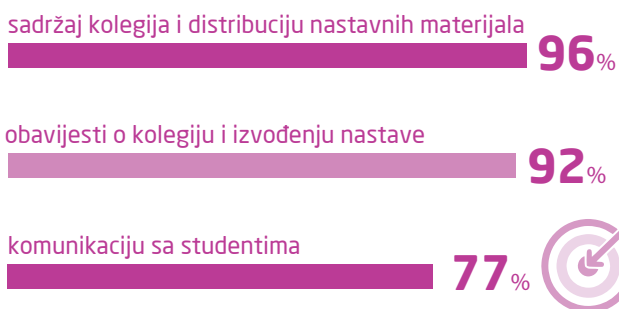 sadržaj kolegija i distribuciju nastavnih materijala
96%
obavijesti o kolegiju i izvođenju nastave
92%
komunikaciju sa studentima
77%